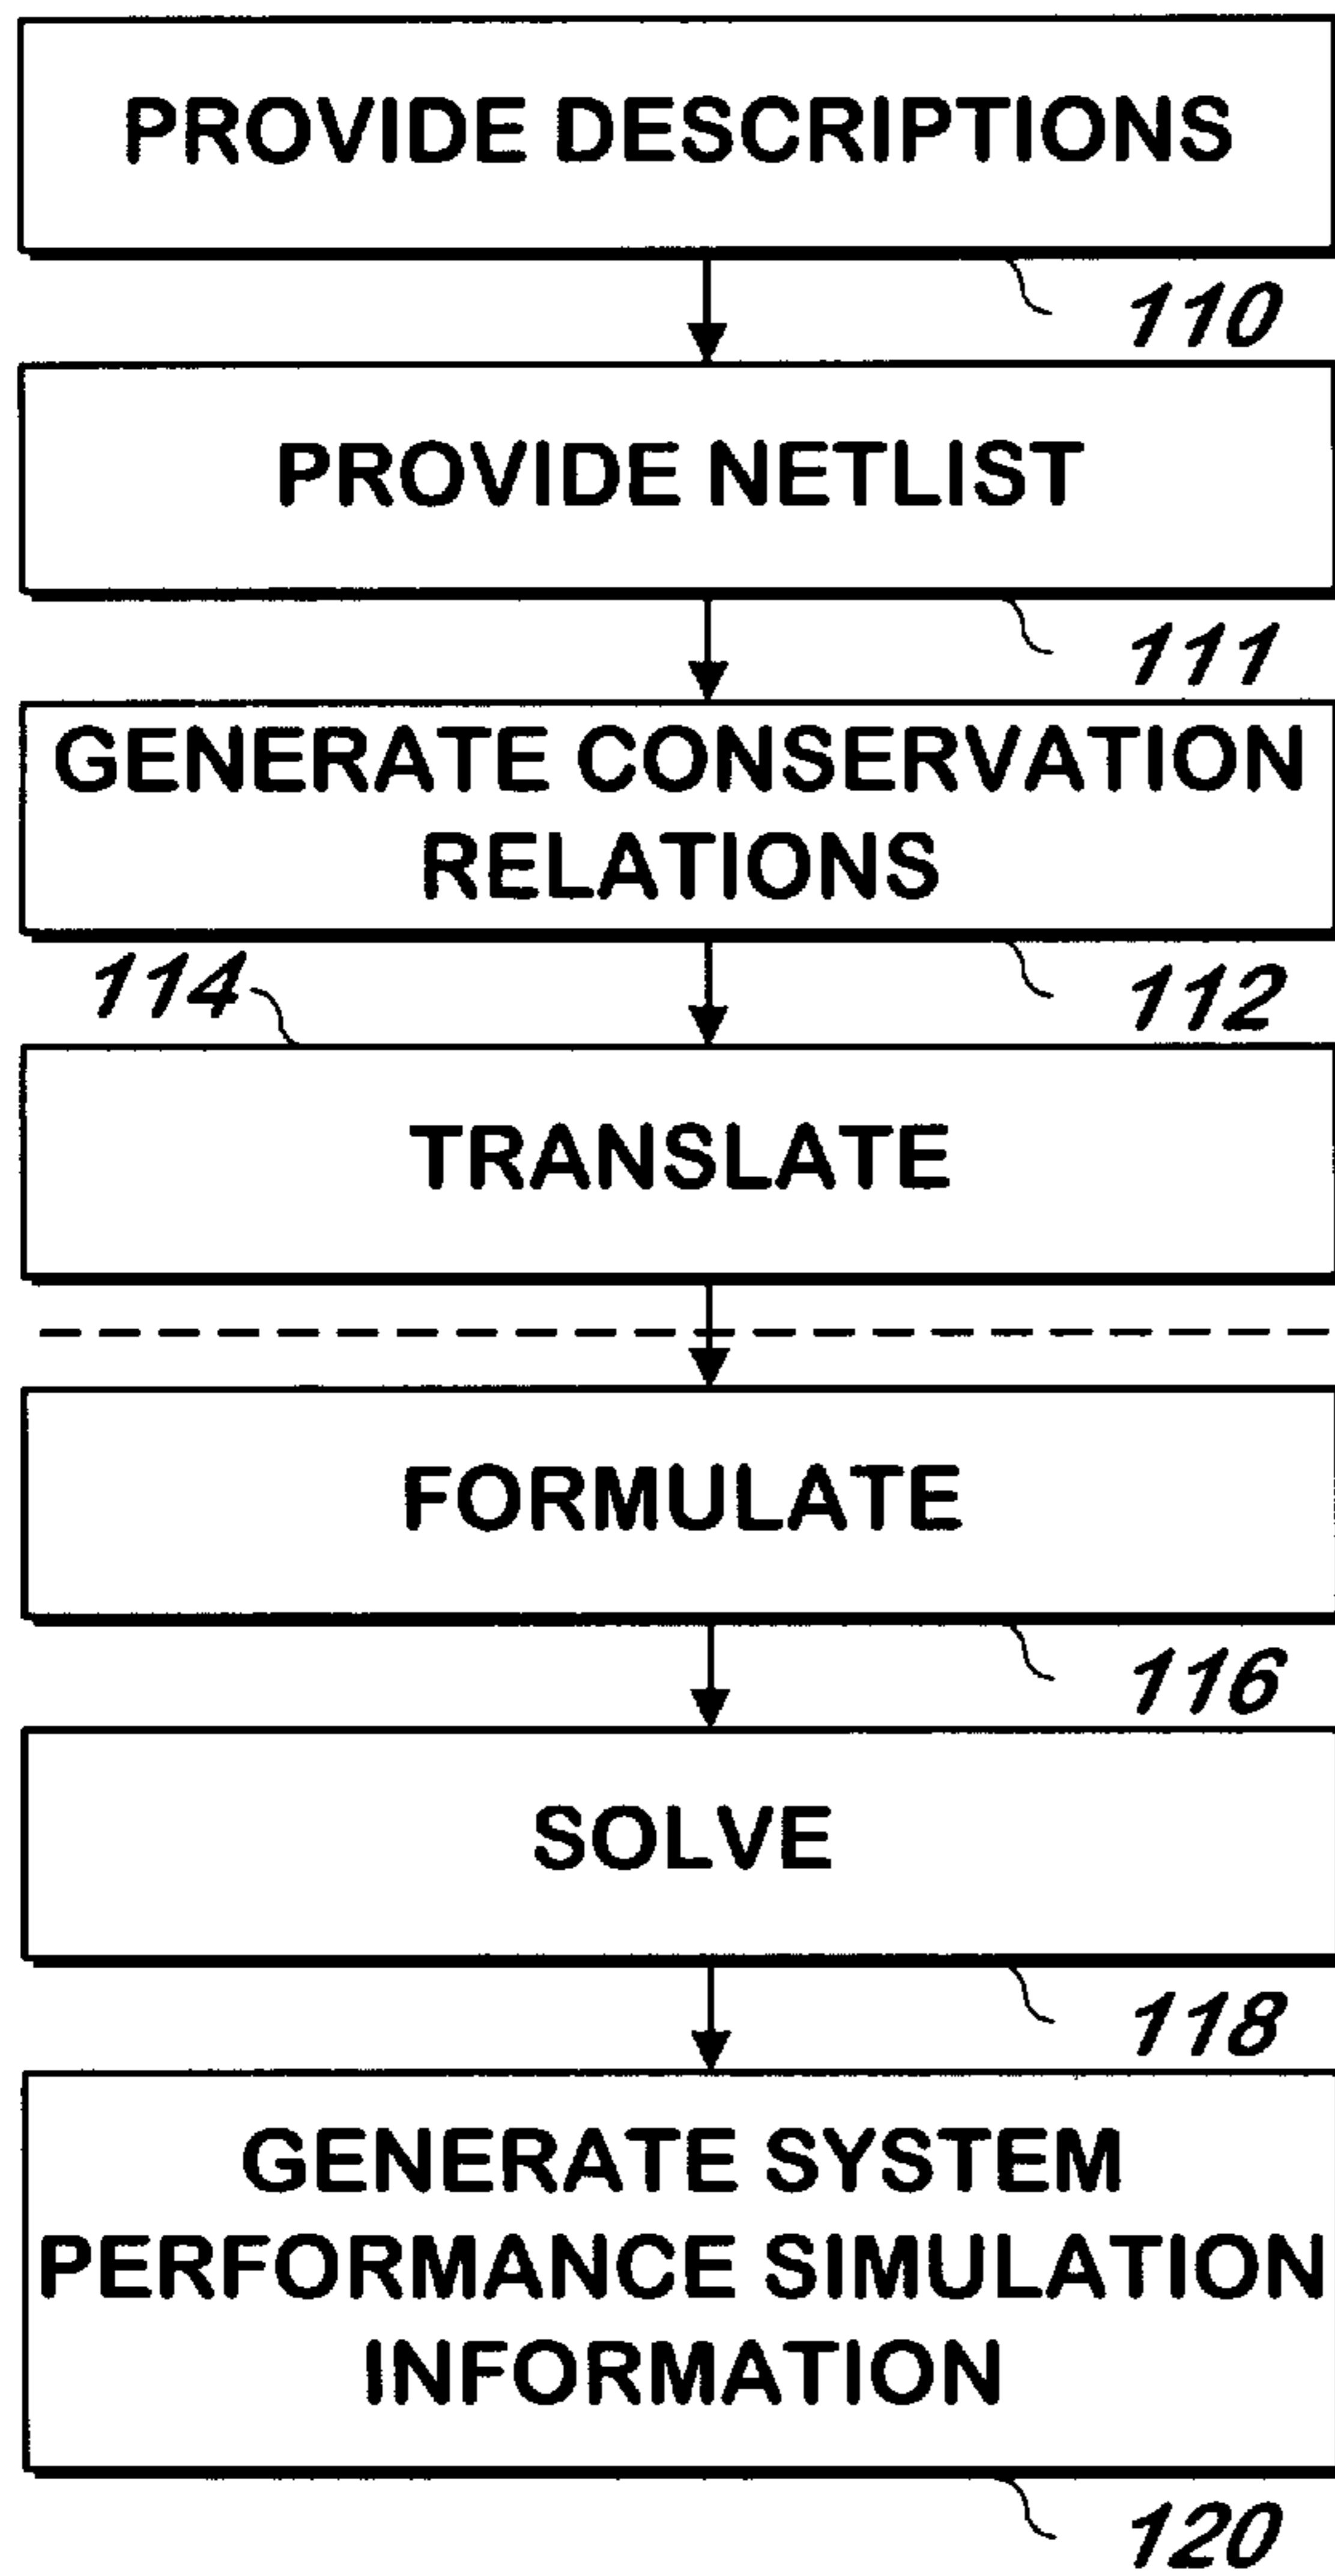 PROVIDE DESCRIPTIONS
110
PROVIDE NETLIST
111
GENERATE CONSERVATION
RELATIONS
112
114
TRANSLATE
FORMULATE
116
SOLVE
118
GENERATE SYSTEM
PERFORMANCE SIMULATION
INFORMATION
120